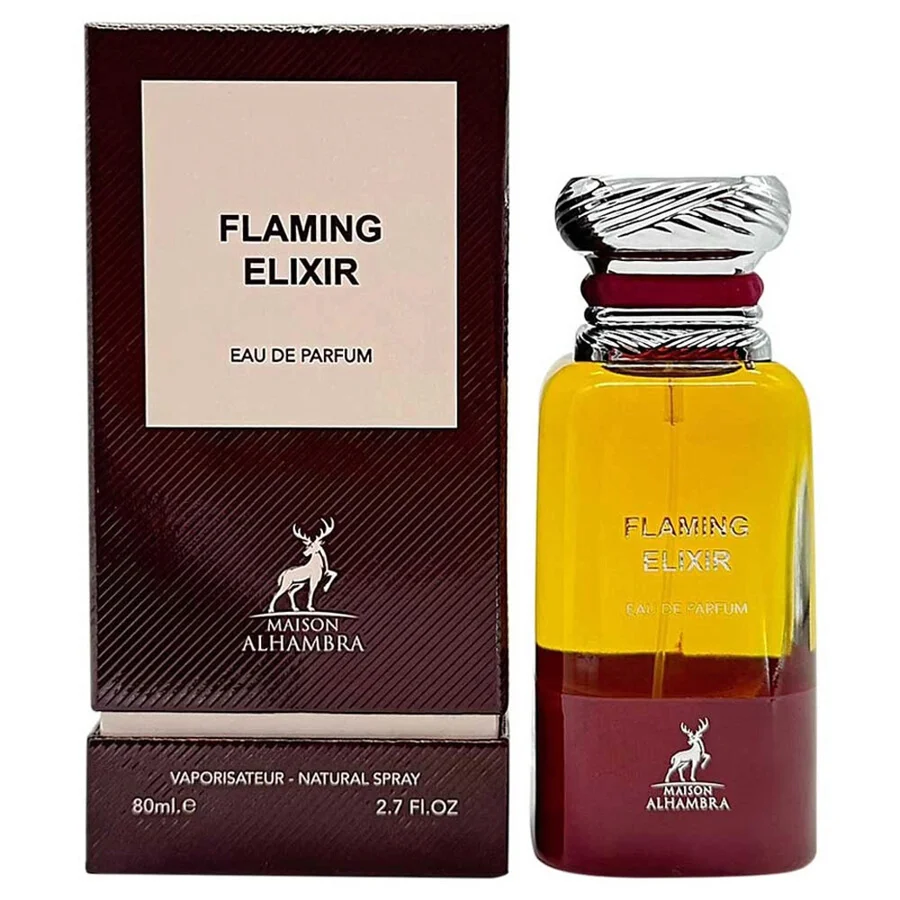 FLAMING
ELIXIR
EAU DE PARFUM
MAISON
ALHAMBRA
VAPORISATEUR - NATURAL SPRAY
80ml.e
2.7 Fl.OZ
FLAMING
ELIXIR
EAU DE PARFUM
MAISON
ALHAMBRA